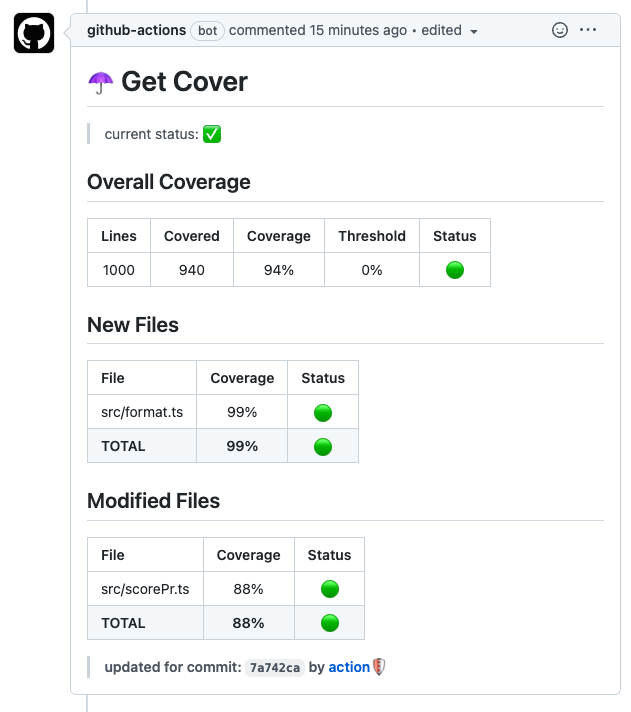 github-actions bot commented 15 minutes ago • edited
Get Cover
current status:
Overall Coverage
Lines Covered Coverage Threshold Status
1000 940 94% 0%
New Files
File Coverage Status
src/format.ts 99%
TOTAL 99%
Modified Files
File Coverage Status
src/scorePr.ts 88%
TOTAL 88%
updated for commit: 7a742ca by action